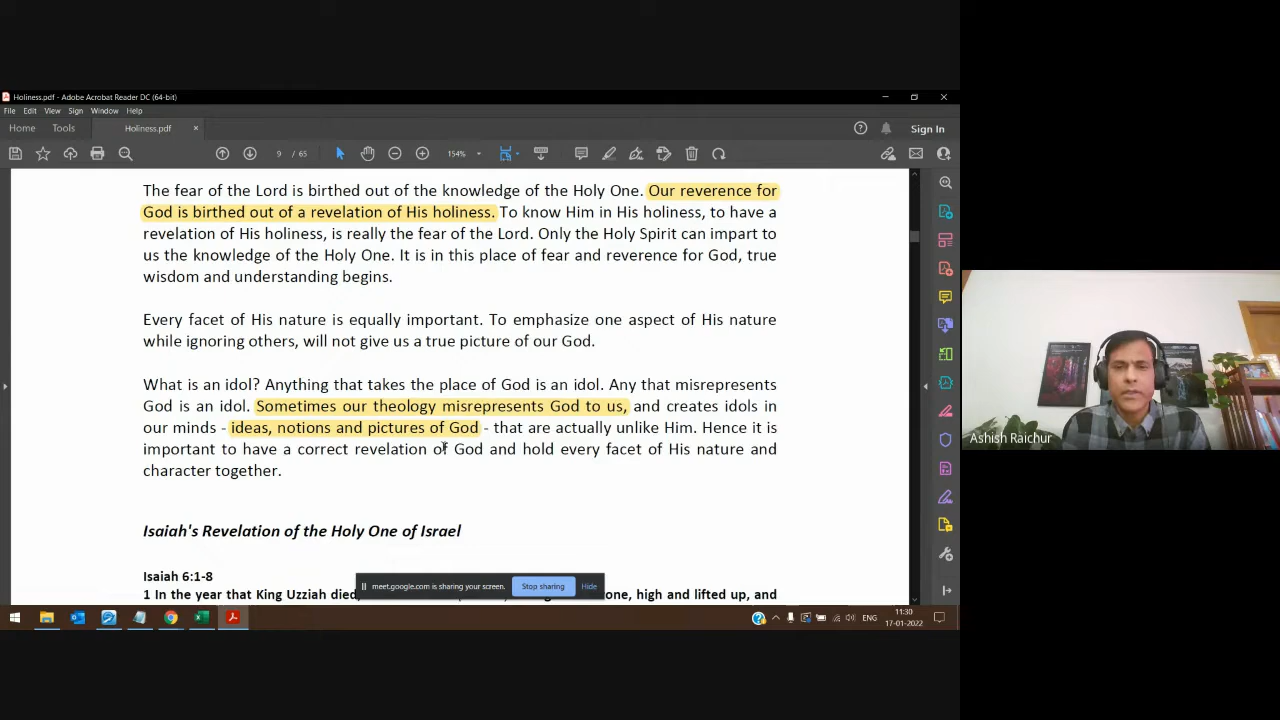 Holiness.pdf - Adobe Acrobat Reader DC (64-bit)
File Edit View Sign Window Help
Home Tools Holiness.pdf × Sign In
9 / 65 154%
The fear of the Lord is birthed out of the knowledge of the Holy One. Our reverence for
God is birthed out of a revelation of His holiness. To know Him in His holiness, to have a
revelation of His holiness, is really the fear of the Lord. Only the Holy Spirit can impart to
us the knowledge of the Holy One. It is in this place of fear and reverence for God, true
wisdom and understanding begins.
Every facet of His nature is equally important. To emphasize one aspect of His nature
while ignoring others, will not give us a true picture of our God.
What is an idol? Anything that takes the place of God is an idol. Any that misrepresents
God is an idol. Sometimes our theology misrepresents God to us, and creates idols in
our minds - ideas, notions and pictures of God - that are actually unlike Him. Hence it is
important to have a correct revelation of God and hold every facet of His nature and
character together.
Isaiah's Revelation of the Holy One of Israel
Isaiah 6:1-8
1 In the year that King Uzziah died, one, high and lifted up, and
meet.google.com is sharing your screen. Stop sharing Hide
ENG
11:30
17-01-2022
Ashish Raichur